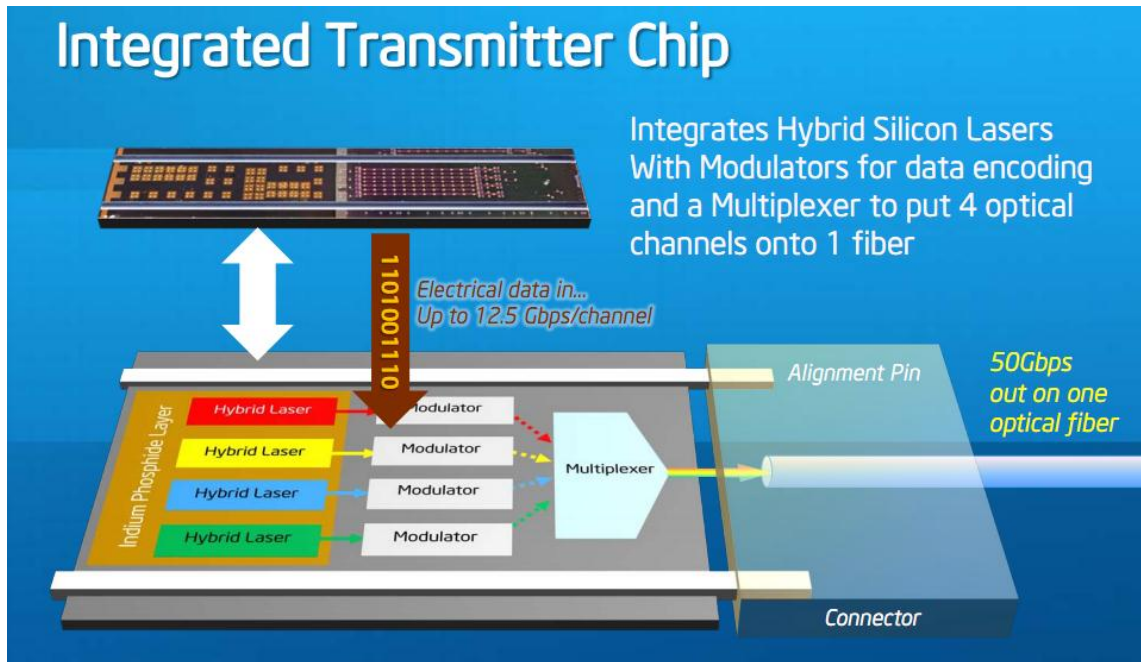 Integrated Transmitter Chip
Integrates Hybrid Silicon Lasers
With Modulators for data encoding
and a Multiplexer to put 4 optical
channels onto 1 fiber
1101001110
Electrical data in...
Up to 12.5 Gbps/channel
Alignment Pin
50Gbps
out on one
optical fiber
Indium Phosphide Layer
Hybrid Laser
Modulator
Hybrid Laser
Modulator
Hybrid Laser
Modulator
Hybrid Laser
Modulator
Multiplexer
Connector